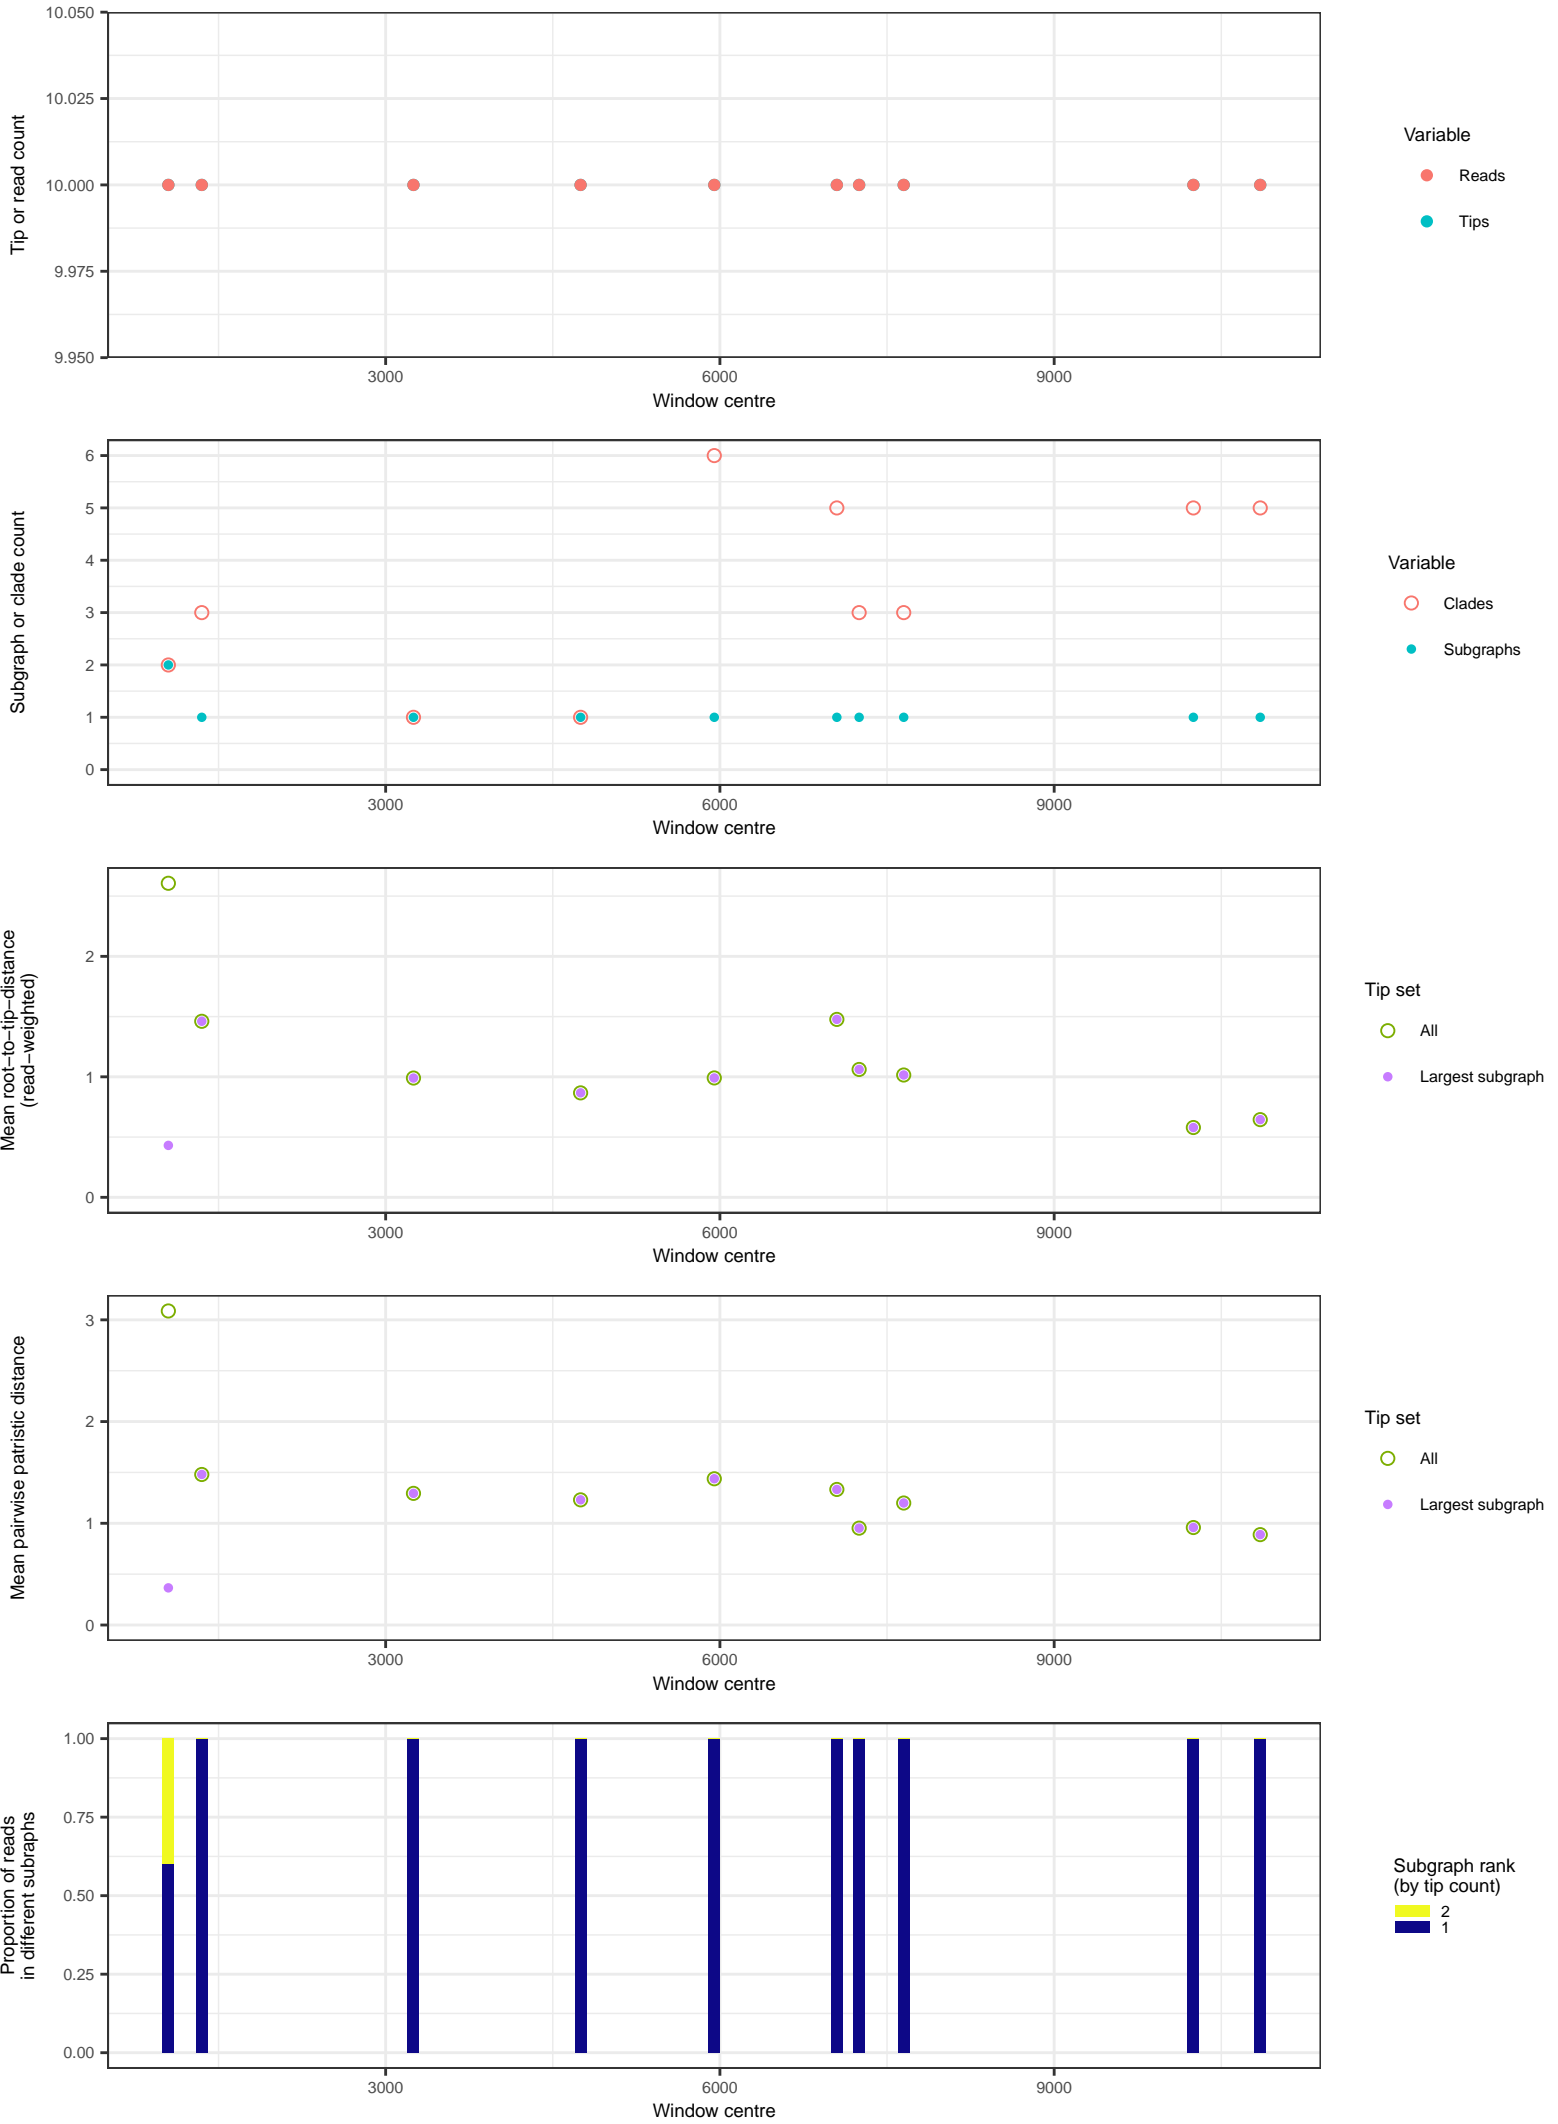 10.050
10.025
10.000
9.975
9.950
Tip or read count
3000
6000
9000
Window centre
Variable
Reads
Tips
6
5
4
3
2
1
0
Subgraph or clade count
3000
6000
9000
Window centre
Variable
Clades
Subgraphs
2
1
0
Mean root−to−tip−distance
(read−weighted)
3000
6000
9000
Window centre
Tip set
All
Largest subgraph
3
2
1
0
Mean pairwise patristic distance
3000
6000
9000
Window centre
Tip set
All
Largest subgraph
1.00
0.75
0.50
0.25
0.00
Proportion of reads
in different subraphs
3000
6000
9000
Window centre
Subgraph rank
(by tip count)
2
1